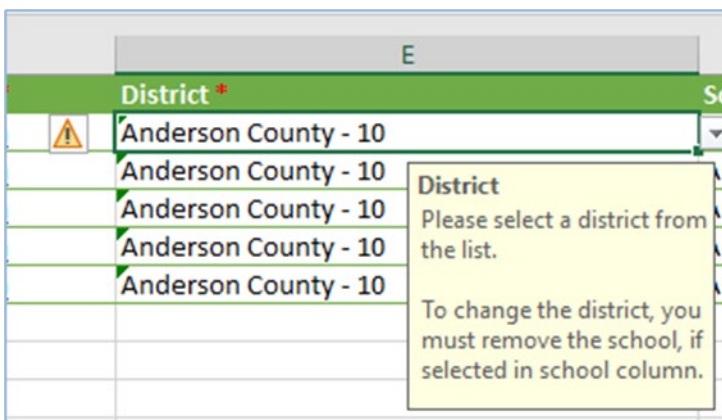 E
District *
Anderson County - 10
Anderson County - 10
Anderson County - 10
Anderson County - 10
Anderson County - 10
District
Please select a district from
the list.
To change the district, you
must remove the school, if
selected in school column.